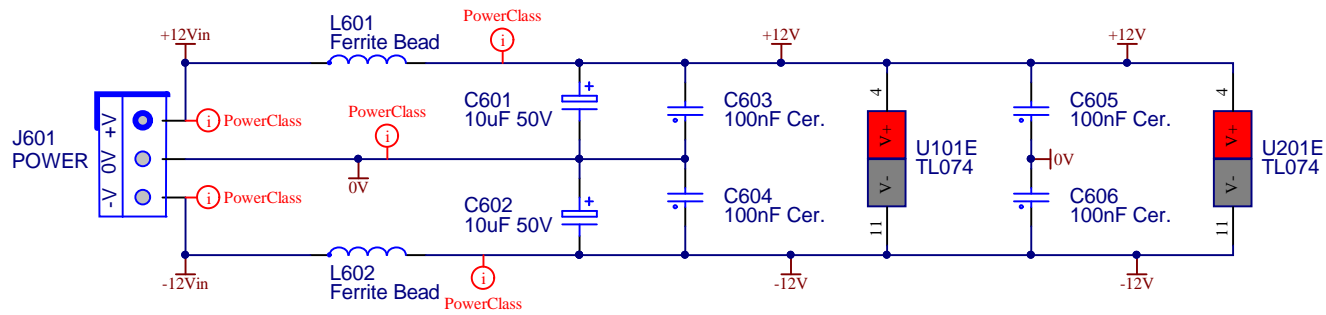 +12Vin
L601
Ferrite Bead
PowerClass
i
+12V
+12V
J601
POWER
+V
0V
-V
i PowerClass
PowerClass
i
0V
i PowerClass
C601
10uF 50V
+
C603
100nF Cer.
4
V+
V-
11
U101E
TL074
C605
100nF Cer.
0V
4
V+
V-
11
U201E
TL074
C602
10uF 50V
+
C604
100nF Cer.
C606
100nF Cer.
-12Vin
L602
Ferrite Bead
i
PowerClass
-12V
-12V